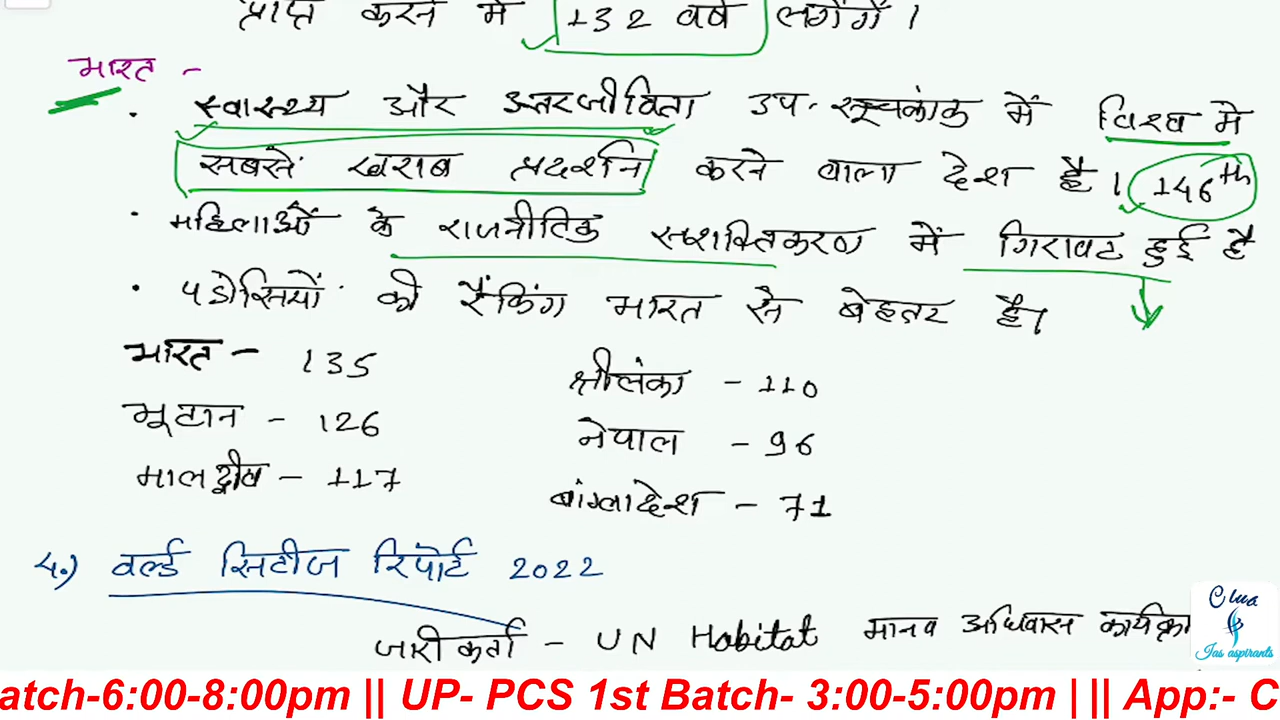 प्राप्त करने में 132 वर्ष लगेंगें।
भारत -
• स्वास्थ्य और उत्तरजीविता उप-सूचकांक में विश्व मे
सबसे खराब प्रदर्शन करने वाला देश है। 146th
• महिलाओं के राजनीतिक सशक्तिकरण में गिरावट हुई है
• पडोसियों की रैंकिंग भारत से बेहतर है।
भारत - 135 श्रीलंका - 110
भूटान - 126 नेपाल - 96
मालद्वीव - 117 बांग्लादेश - 71
4.) वर्ल्ड सिटीज रिपोर्ट 2022
जारीकर्ता - UN Habitat मानव अधिवास कार्यक्र
Clue
Ias aspirants
atch-6:00-8:00pm || UP- PCS 1st Batch- 3:00-5:00pm | || App:- C